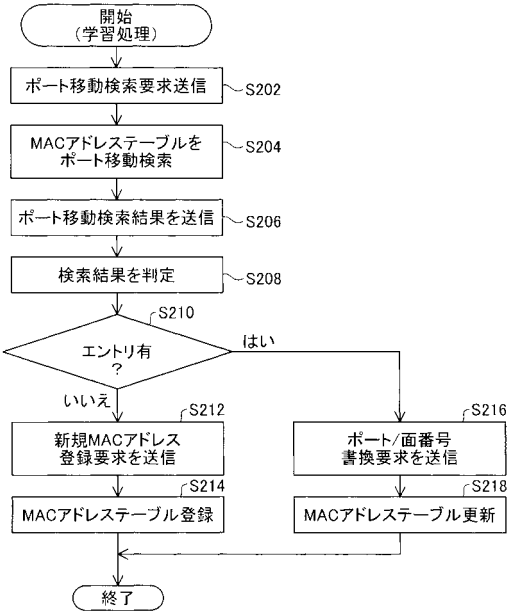 開始
(学習処理)
ポート移動検索要求送信
S202
MACアドレステーブルを
ポート移動検索
S204
ポート移動検索結果を送信
S206
検索結果を判定
S208
S210
エントリ有
?
はい
いいえ
S212
新規MACアドレス
登録要求を送信
S216
ポート/面番号
書換要求を送信
S214
MACアドレステーブル登録
S218
MACアドレステーブル更新
終了